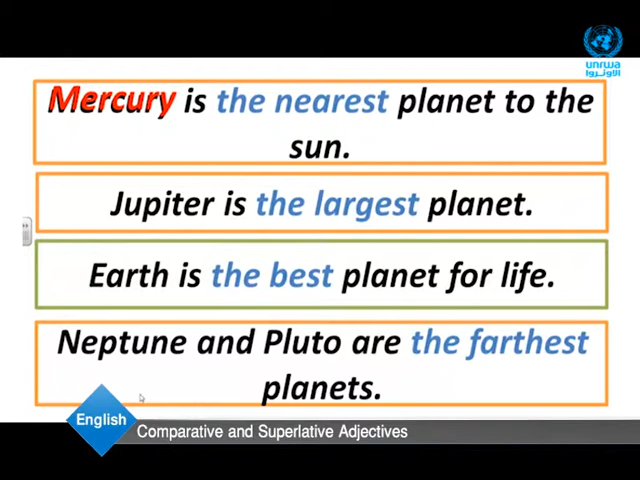 unrwa
الأونروا
Mercury is the nearest planet to the
sun.
Jupiter is the largest planet.
Earth is the best planet for life.
Neptune and Pluto are the farthest
planets.
English
Comparative and Superlative Adjectives